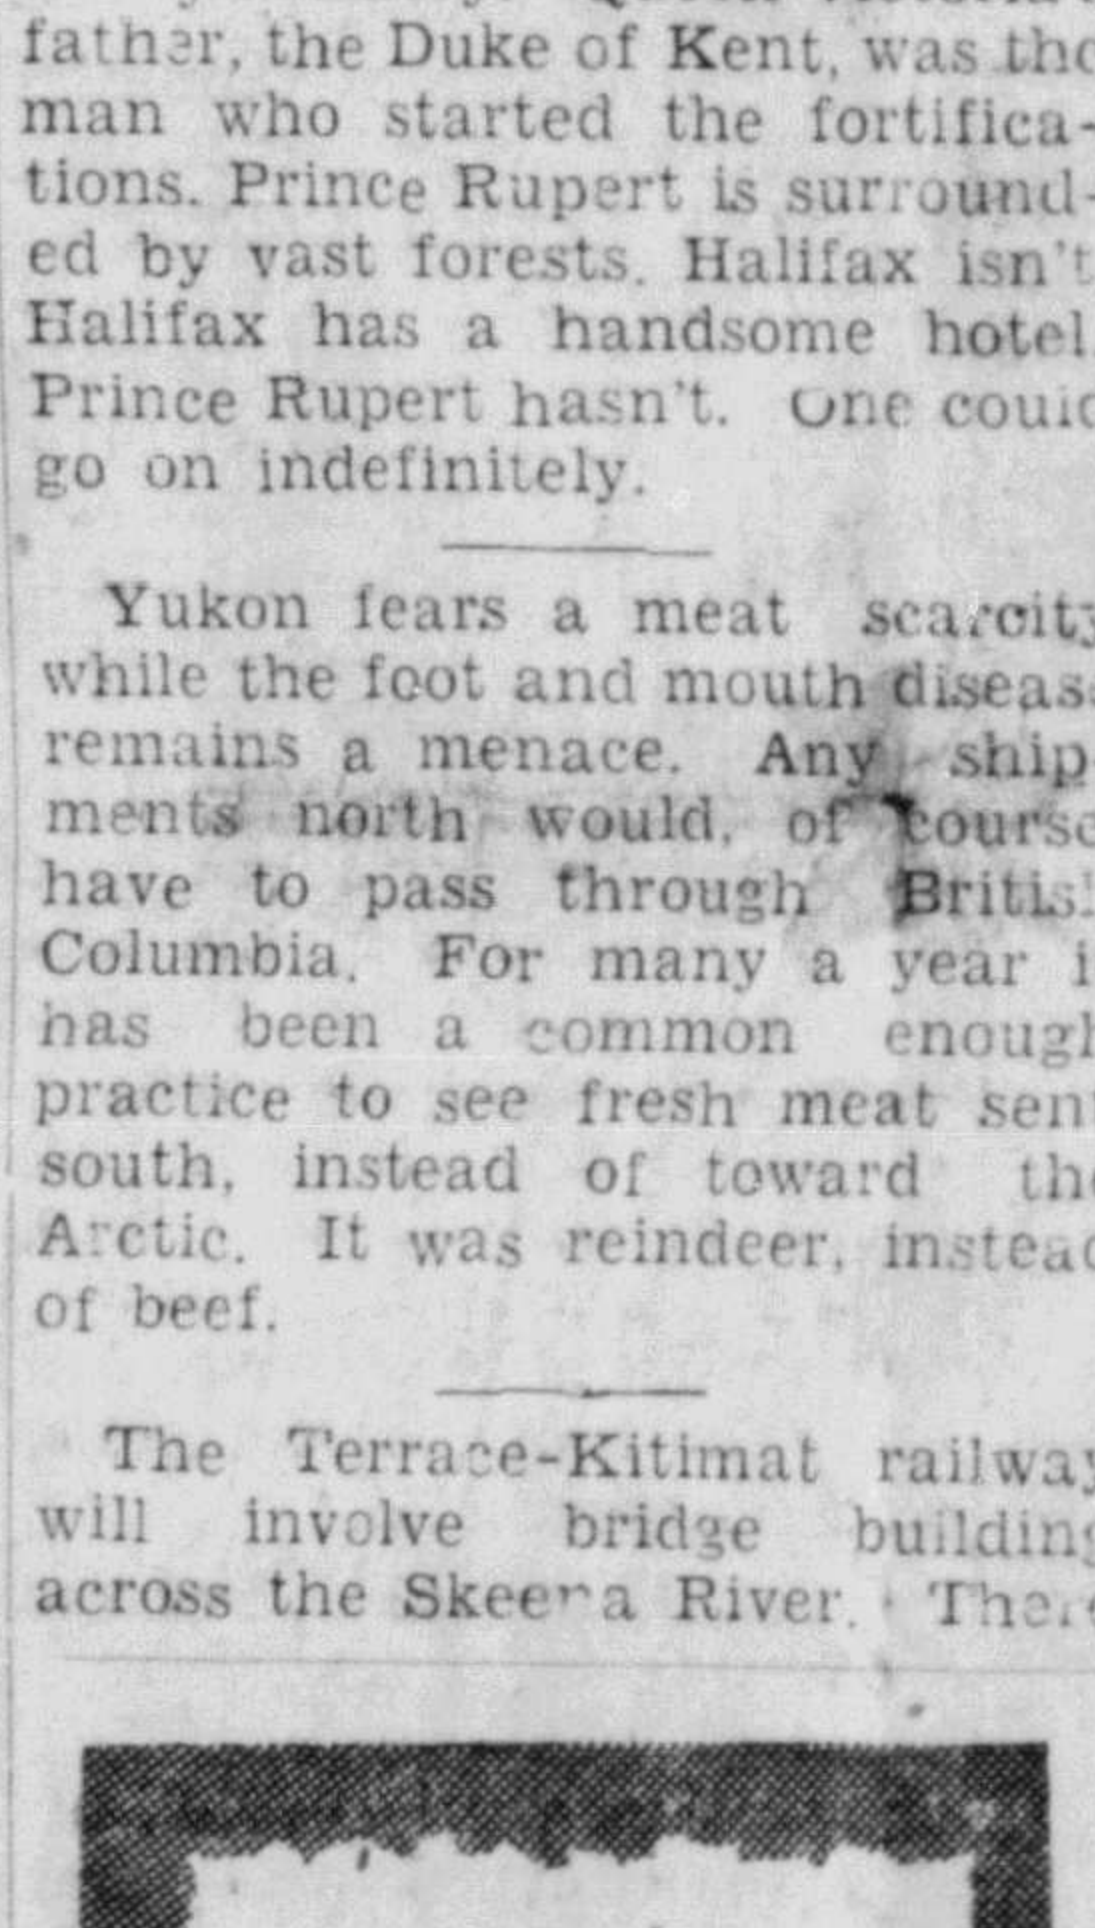 father, the Duke of Kent, was the
man who started the fortifica-
tions. Prince Rupert is surround-
ed by vast forests. Halifax isn't
Halifax has a handsome hotel.
Prince Rupert hasn't. One could
go on indefinitely.
Yukon fears a meat scarcity
while the foot and mouth diseas
remains a menace. Any ship-
ments north would, of course
have to pass through British
Columbia. For many a year i
has been a common enough
practice to see fresh meat sent
south, instead of toward the
Arctic. It was reindeer, instead
of beef.
The Terrace-Kitimat railway
will involve bridge building
across the Skeena River. There